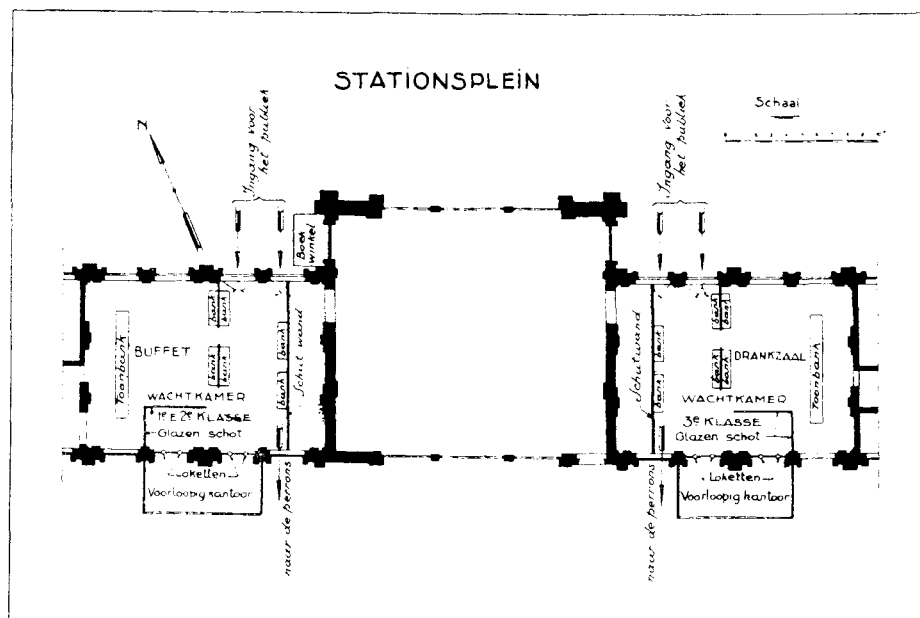 STATIONSPLEIN
Schaal
Z
Ingang voor
het publiek
Ingang voor
het publiek
Boek
winkel
bank
bank
bank
bank
bank
bank
Schutwand
BUFFET
Toonbank
WACHTKAMER
1e E 2e KLASSE
Glazen schot
Loketten
Voorloopig kantoor
naar de perrons
Schutwand
bank
bank
bank
bank
bank
bank
DRANKZAAL
Toonbank
WACHTKAMER
3e KLASSE
Glazen schot
Loketten
Voorloopig kantoor
naar de perrons